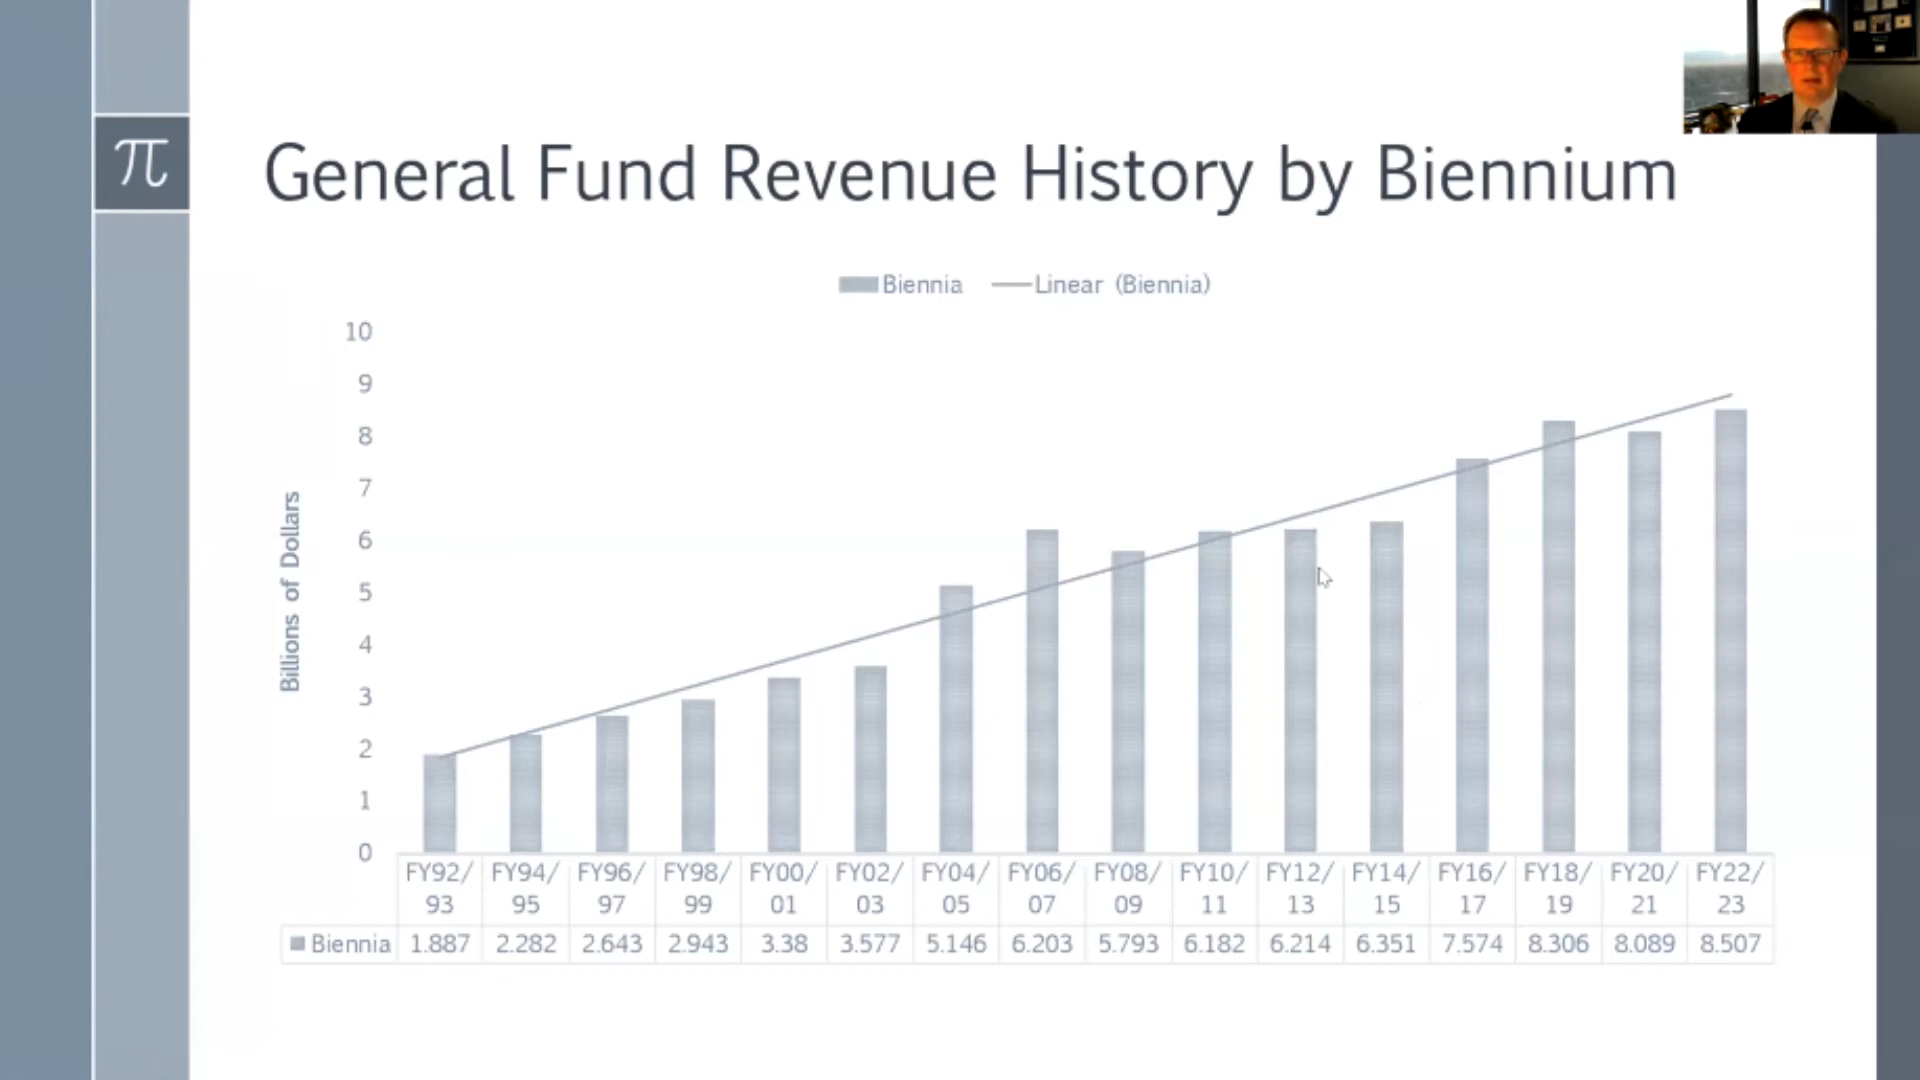 π
General Fund Revenue History by Biennium
Biennia Linear (Biennia)
10
9
8
7
6
5
4
3
2
1
0
Billions of Dollars
FY92/ FY94/ FY96/ FY98/ FY00/ FY02/ FY04/ FY06/ FY08/ FY10/ FY12/ FY14/ FY16/ FY18/ FY20/ FY22/
93 95 97 99 01 03 05 07 09 11 13 15 17 19 21 23
Biennia 1.887 2.282 2.643 2.943 3.38 3.577 5.146 6.203 5.793 6.182 6.214 6.351 7.574 8.306 8.089 8.507